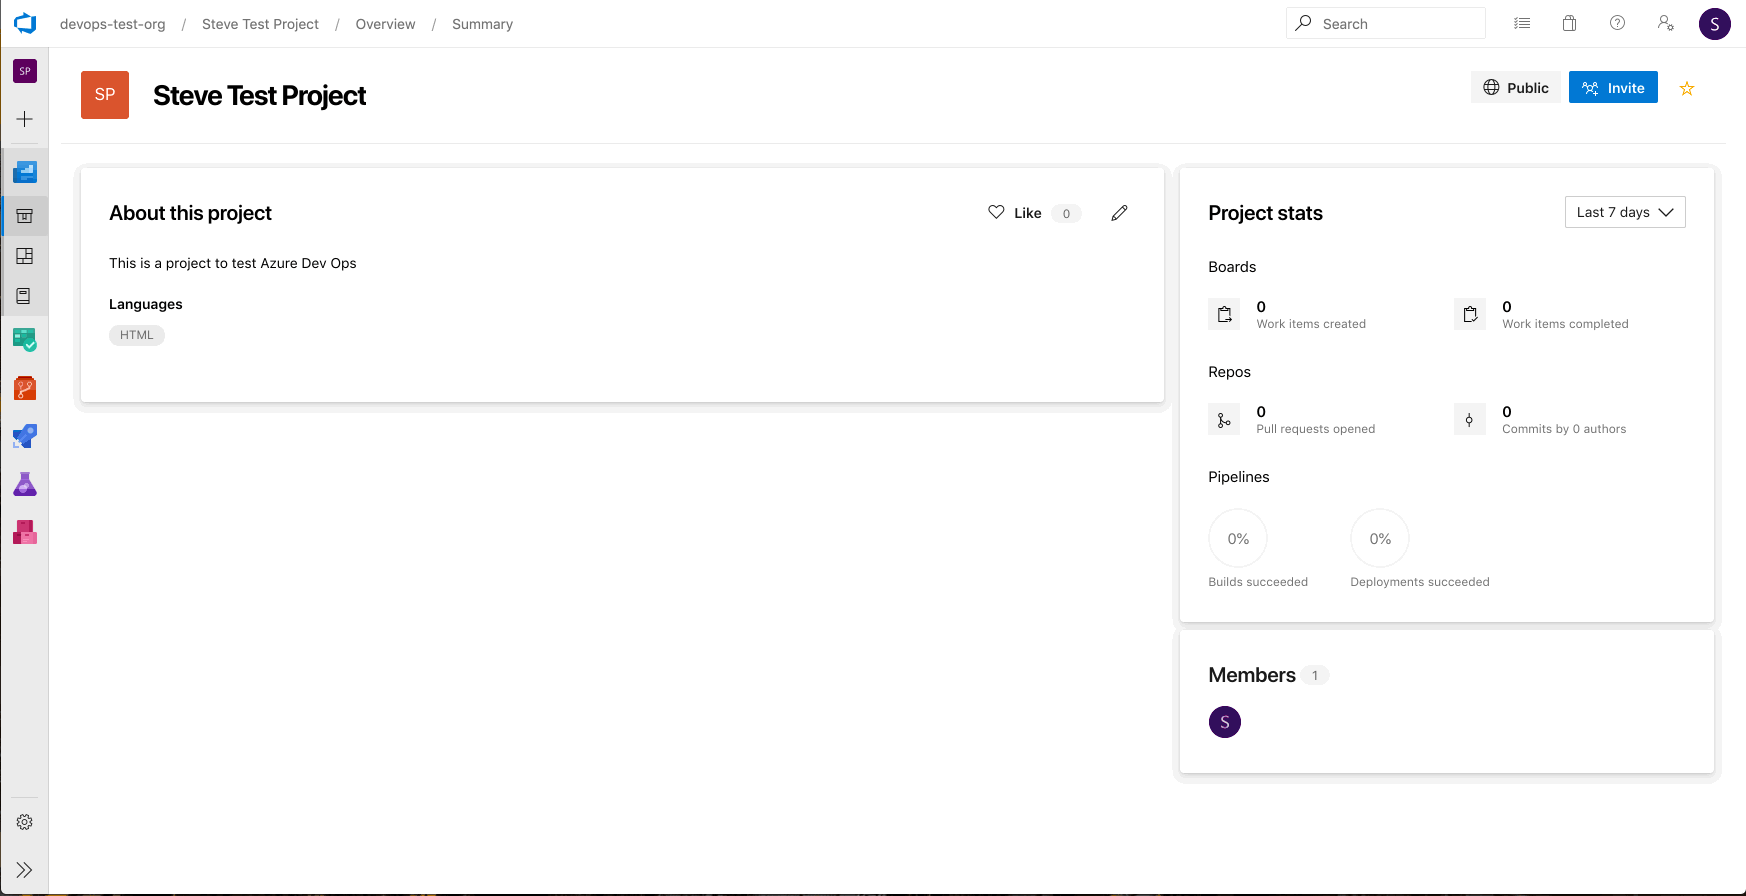 devops-test-org / Steve Test Project / Overview / Summary
Search
S
SP
SP
Steve Test Project
Public
Invite
About this project
Like 0
This is a project to test Azure Dev Ops
Languages
HTML
Project stats
Last 7 days
Boards
0
Work items created
0
Work items completed
Repos
0
Pull requests opened
0
Commits by 0 authors
Pipelines
0%
Builds succeeded
0%
Deployments succeeded
Members 1
S